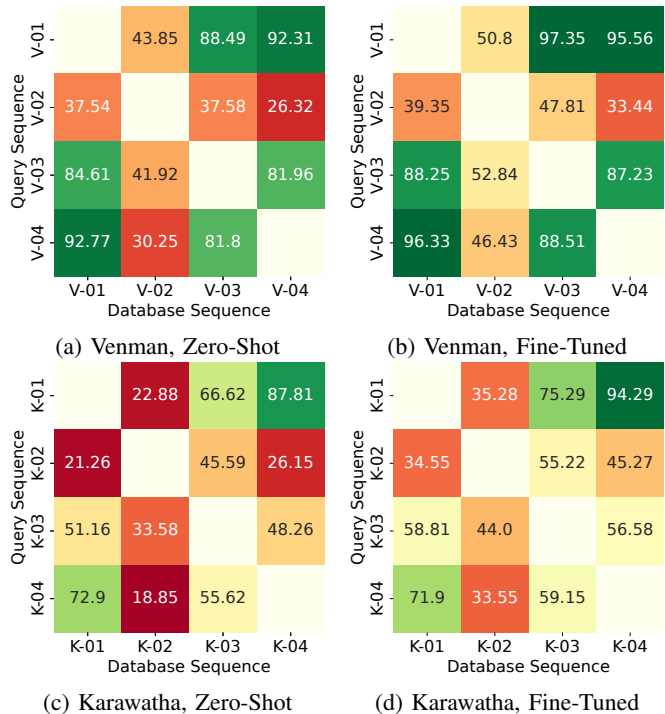 V-01 43.85 88.49 92.31
V-02 37.54 37.58 26.32
V-03 84.61 41.92 81.96
V-04 92.77 30.25 81.8
Query Sequence
V-01 V-02 V-03 V-04
Database Sequence
(a) Venman, Zero-Shot
V-01 50.8 97.35 95.56
V-02 39.35 47.81 33.44
V-03 88.25 52.84 87.23
V-04 96.33 46.43 88.51
Query Sequence
V-01 V-02 V-03 V-04
Database Sequence
(b) Venman, Fine-Tuned
K-01 22.88 66.62 87.81
K-02 21.26 45.59 26.15
K-03 51.16 33.58 48.26
K-04 72.9 18.85 55.62
Query Sequence
K-01 K-02 K-03 K-04
Database Sequence
(c) Karawatha, Zero-Shot
K-01 35.28 75.29 94.29
K-02 34.55 55.22 45.27
K-03 58.81 44.0 56.58
K-04 71.9 33.55 59.15
Query Sequence
K-01 K-02 K-03 K-04
Database Sequence
(d) Karawatha, Fine-Tuned